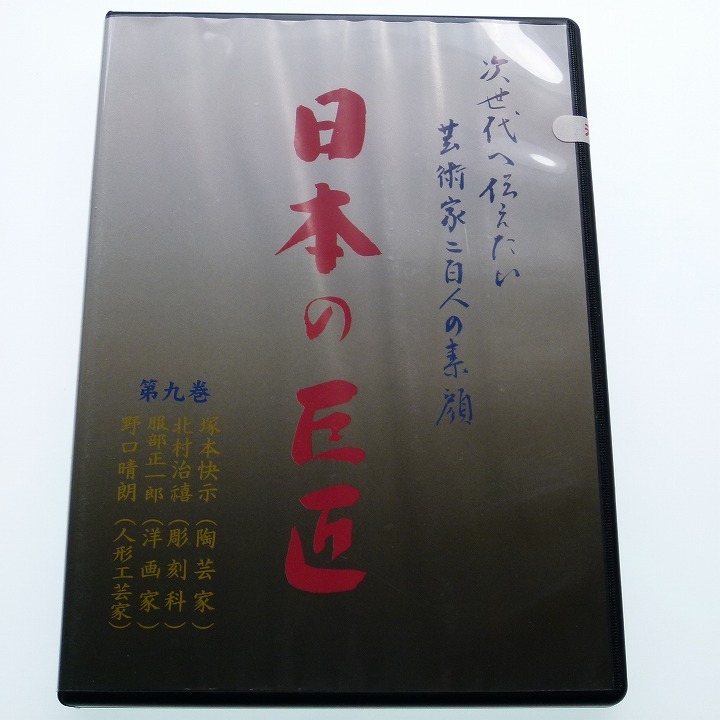 次世代へ伝えたい
芸術家二百人の素顔
日本の巨匠
第九巻
塚本快示（陶芸家）
北村治禧（彫刻科）
服部正一郎（洋画家）
野口晴朗（人形工芸家）